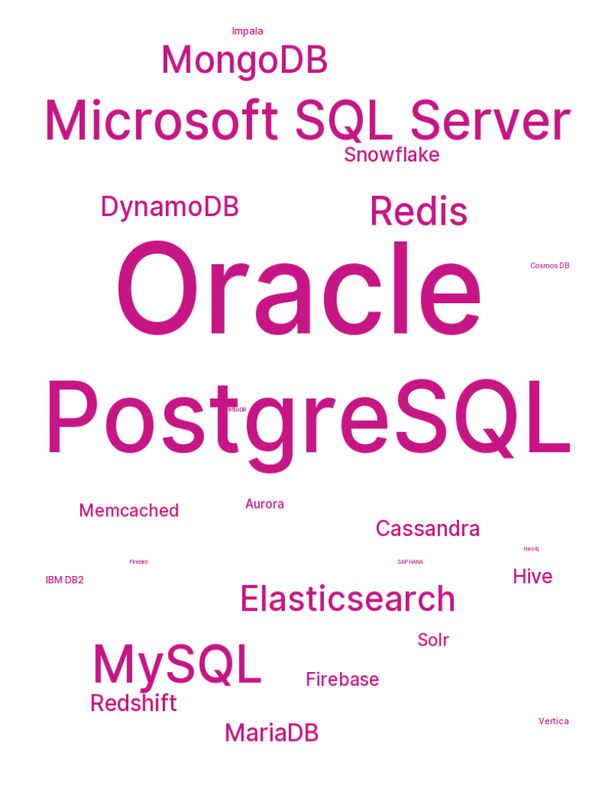 Impala
MongoDB
Microsoft SQL Server
Snowflake
DynamoDB
Redis
Oracle
Cosmos DB
PostgreSQL
Memcached
Aurora
Cassandra
Neo4j
Firebird
SAP HANA
IBM DB2
Hive
Elasticsearch
Solr
MySQL
Firebase
Redshift
MariaDB
Vertica